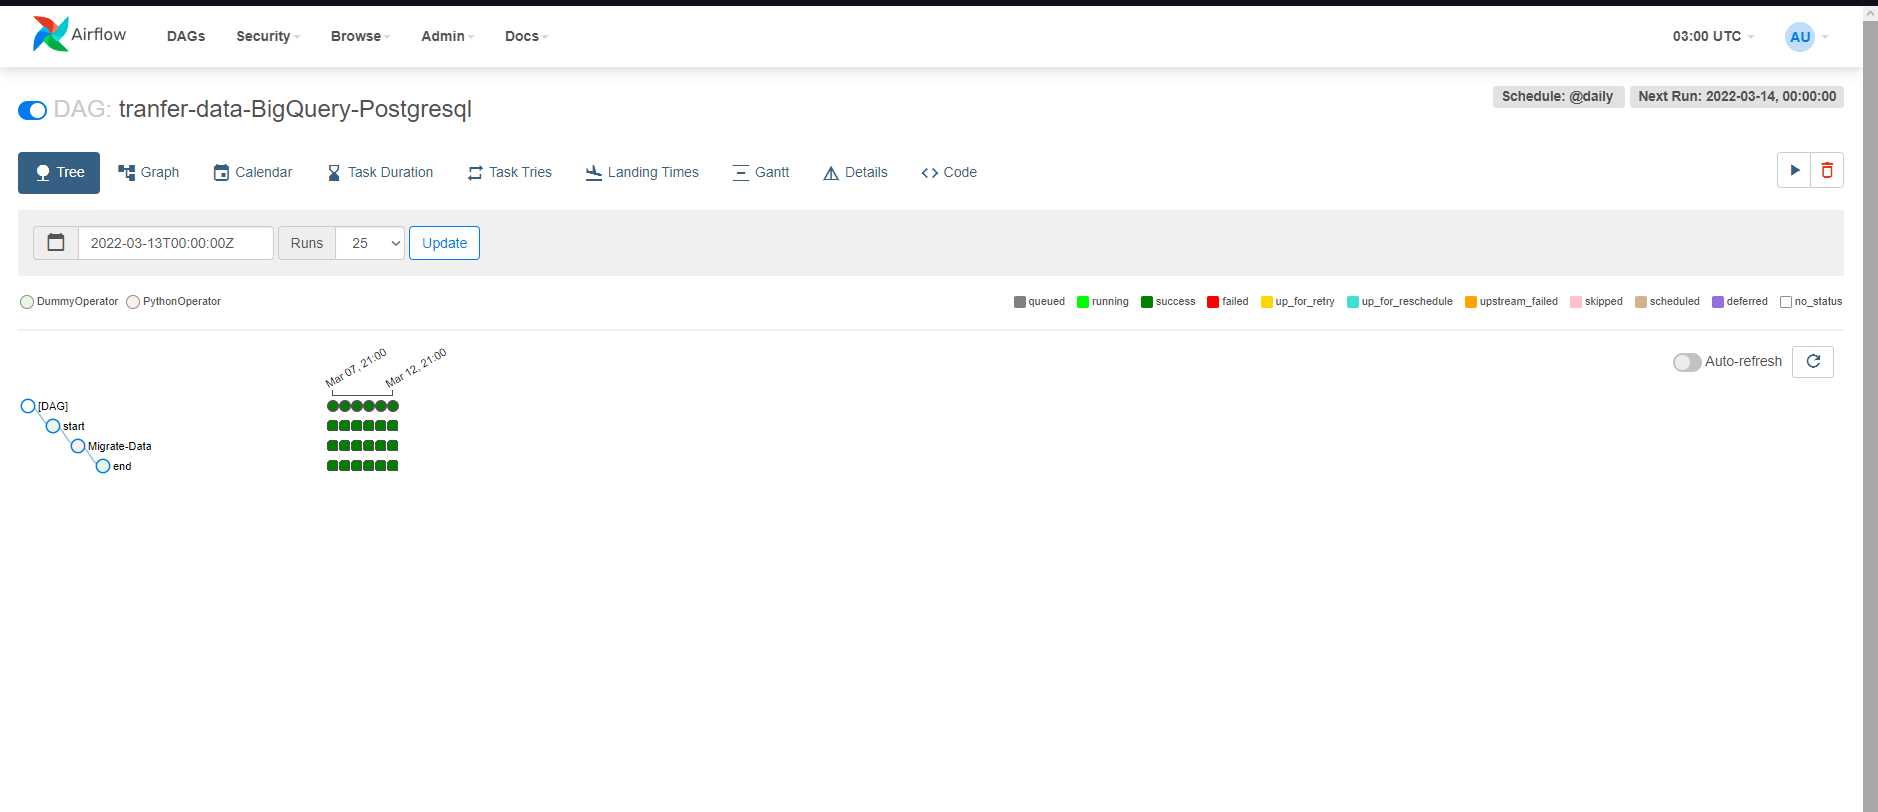 Airflow DAGs Security Browse Admin Docs 03:00 UTC AU
DAG: tranfer-data-BigQuery-Postgresql Schedule: @daily Next Run: 2022-03-14, 00:00:00
Tree Graph Calendar Task Duration Task Tries Landing Times Gantt Details Code
2022-03-13T00:00:00Z Runs 25 Update
DummyOperator PythonOperator queued running success failed up_for_retry up_for_reschedule upstream_failed skipped scheduled deferred no_status
Auto-refresh
Mar 07, 21:00 Mar 12, 21:00
[DAG]
start
Migrate-Data
end